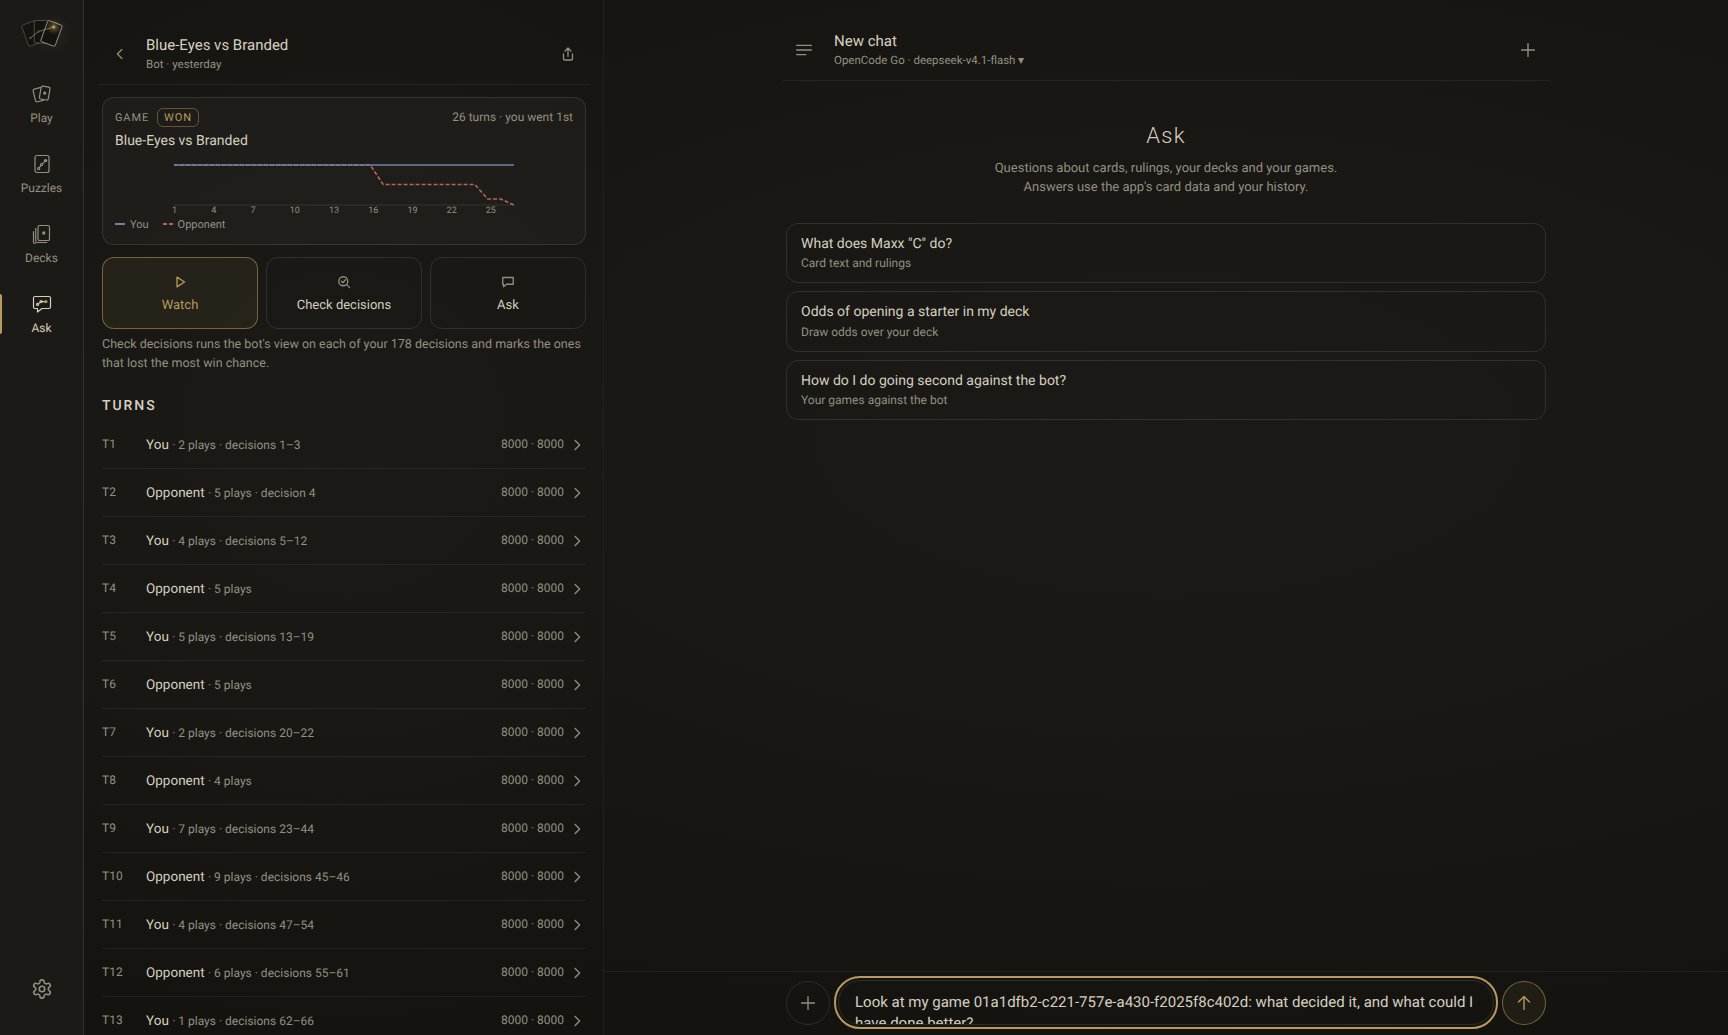 Play
Puzzles
Decks
Ask
Blue-Eyes vs Branded
Bot · yesterday
GAME WON 26 turns · you went 1st
Blue-Eyes vs Branded
1 4 7 10 13 16 19 22 25
You Opponent
Watch
Check decisions
Ask
Check decisions runs the bot's view on each of your 178 decisions and marks the ones
that lost the most win chance.
TURNS
T1 You · 2 plays · decisions 1–3 8000 · 8000
T2 Opponent · 5 plays · decision 4 8000 · 8000
T3 You · 4 plays · decisions 5–12 8000 · 8000
T4 Opponent · 5 plays 8000 · 8000
T5 You · 5 plays · decisions 13–19 8000 · 8000
T6 Opponent · 5 plays 8000 · 8000
T7 You · 2 plays · decisions 20–22 8000 · 8000
T8 Opponent · 4 plays 8000 · 8000
T9 You · 7 plays · decisions 23–44 8000 · 8000
T10 Opponent · 9 plays · decisions 45–46 8000 · 8000
T11 You · 4 plays · decisions 47–54 8000 · 8000
T12 Opponent · 6 plays · decisions 55–61 8000 · 8000
T13 You · 1 plays · decisions 62–66 8000 · 8000
New chat
OpenCode Go · deepseek-v4.1-flash ▾
Ask
Questions about cards, rulings, your decks and your games.
Answers use the app's card data and your history.
What does Maxx "C" do?
Card text and rulings
Odds of opening a starter in my deck
Draw odds over your deck
How do I do going second against the bot?
Your games against the bot
Look at my game 01a1dfb2-c221-757e-a430-f2025f8c402d: what decided it, and what could I
have done better?